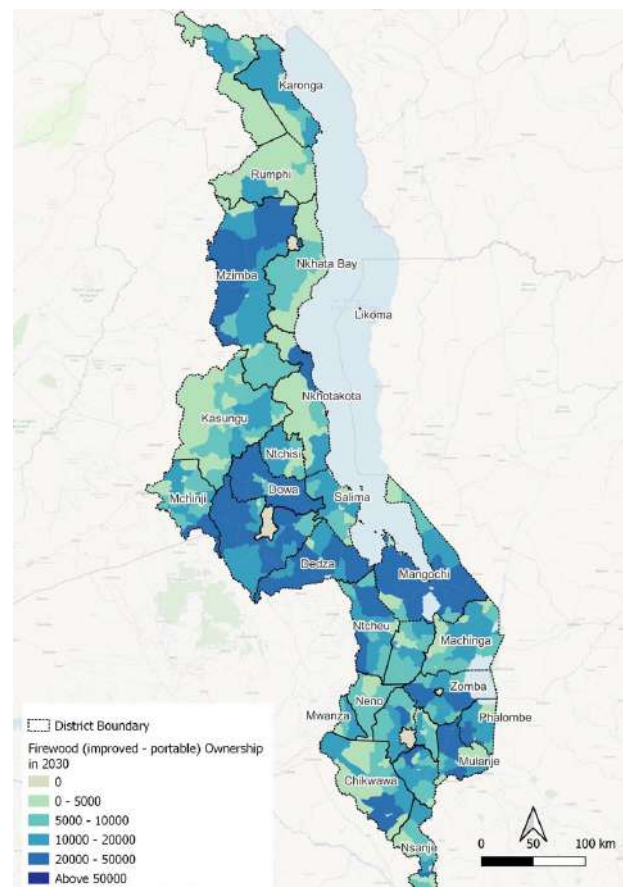 Karonga
Rumphi
Mzimba
Nkhata Bay
Likoma
Nkhotakota
Kasungu
Ntchisi
Mchinji
Dowa
Salima
Dedza
Mangochi
Ntcheu
Machinga
Neno
Zomba
Mwanza
Phalombe
Mulanje
Chikwawa
Nsanje
District Boundary
Firewood (improved - portable) Ownership
in 2030
0
0 - 5000
5000 - 10000
10000 - 20000
20000 - 50000
Above 50000
0 50 100 km